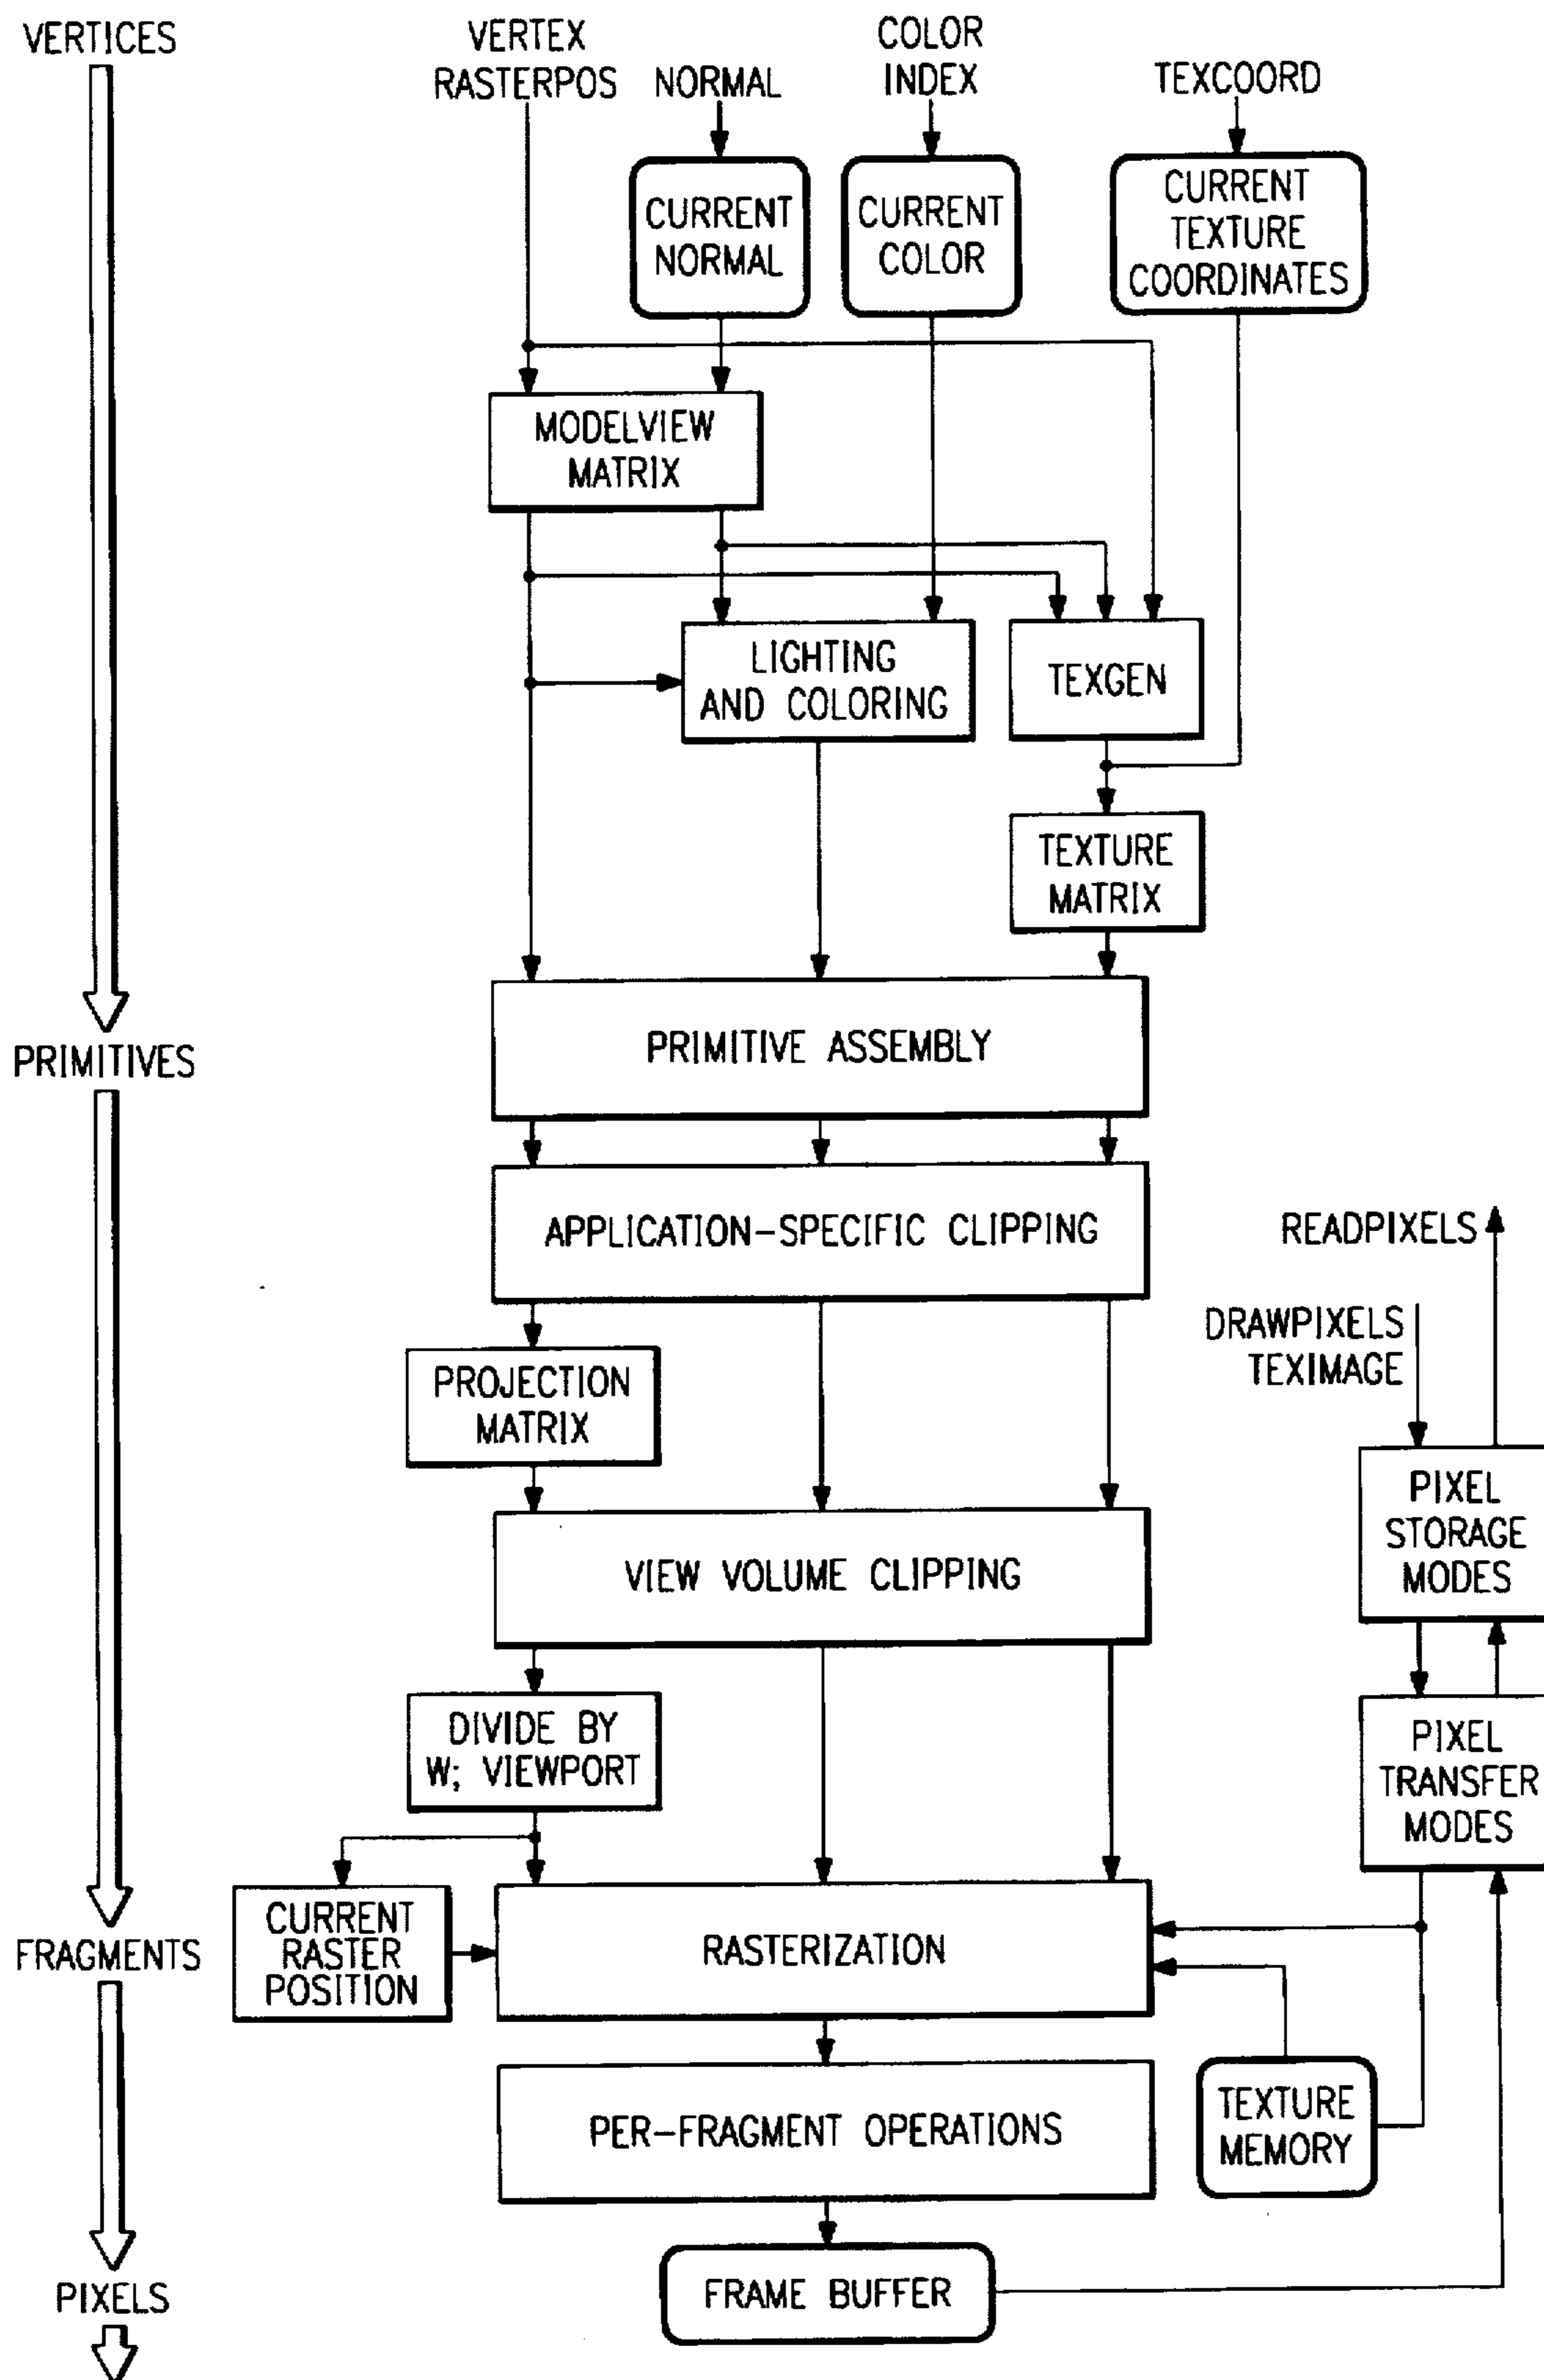 VERTICES
VERTEX
RASTERPOS
NORMAL
COLOR
INDEX
TEXCOORD
CURRENT
NORMAL
CURRENT
COLOR
CURRENT
TEXTURE
COORDINATES
MODELVIEW
MATRIX
LIGHTING
AND COLORING
TEXGEN
TEXTURE
MATRIX
PRIMITIVES
PRIMITIVE ASSEMBLY
APPLICATION-SPECIFIC CLIPPING
READPIXELS
DRAWPIXELS
TEXIMAGE
PROJECTION
MATRIX
PIXEL
STORAGE
MODES
VIEW VOLUME CLIPPING
DIVIDE BY
W; VIEWPORT
PIXEL
TRANSFER
MODES
FRAGMENTS
CURRENT
RASTER
POSITION
RASTERIZATION
PER-FRAGMENT OPERATIONS
TEXTURE
MEMORY
PIXELS
FRAME BUFFER